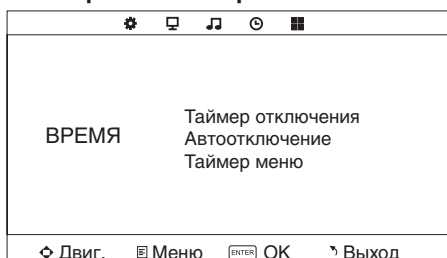 ВРЕМЯ
Таймер отключения
Автоотключение
Таймер меню
Двиг. Меню ENTER OK Выход